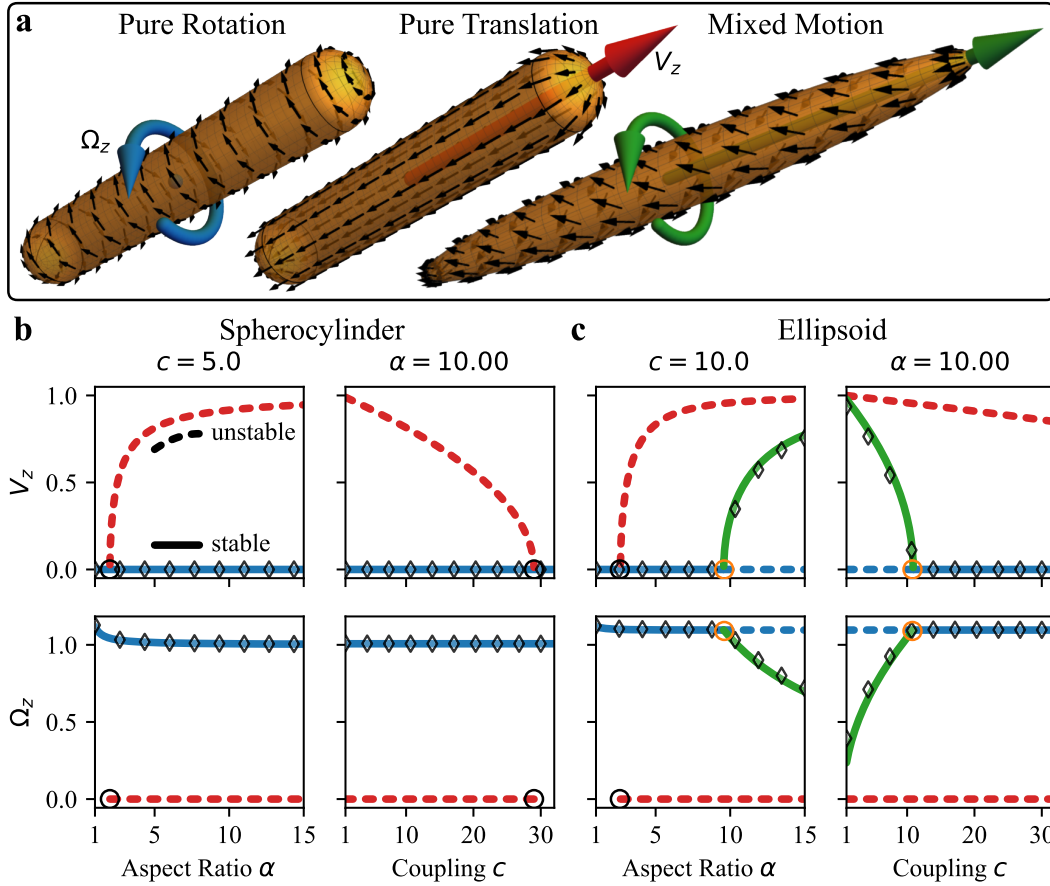 a
Pure Rotation
Pure Translation
Mixed Motion
Ω_z
V_z
b
Spherocylinder
c
Ellipsoid
c = 5.0
α = 10.00
c = 10.0
α = 10.00
unstable
stable
V_z
1.0
0.5
0.0
Ω_z
1.0
0.5
0.0
1 5 10 15
1 10 20 30
1 5 10 15
1 10 20 30
Aspect Ratio α
Coupling c
Aspect Ratio α
Coupling c